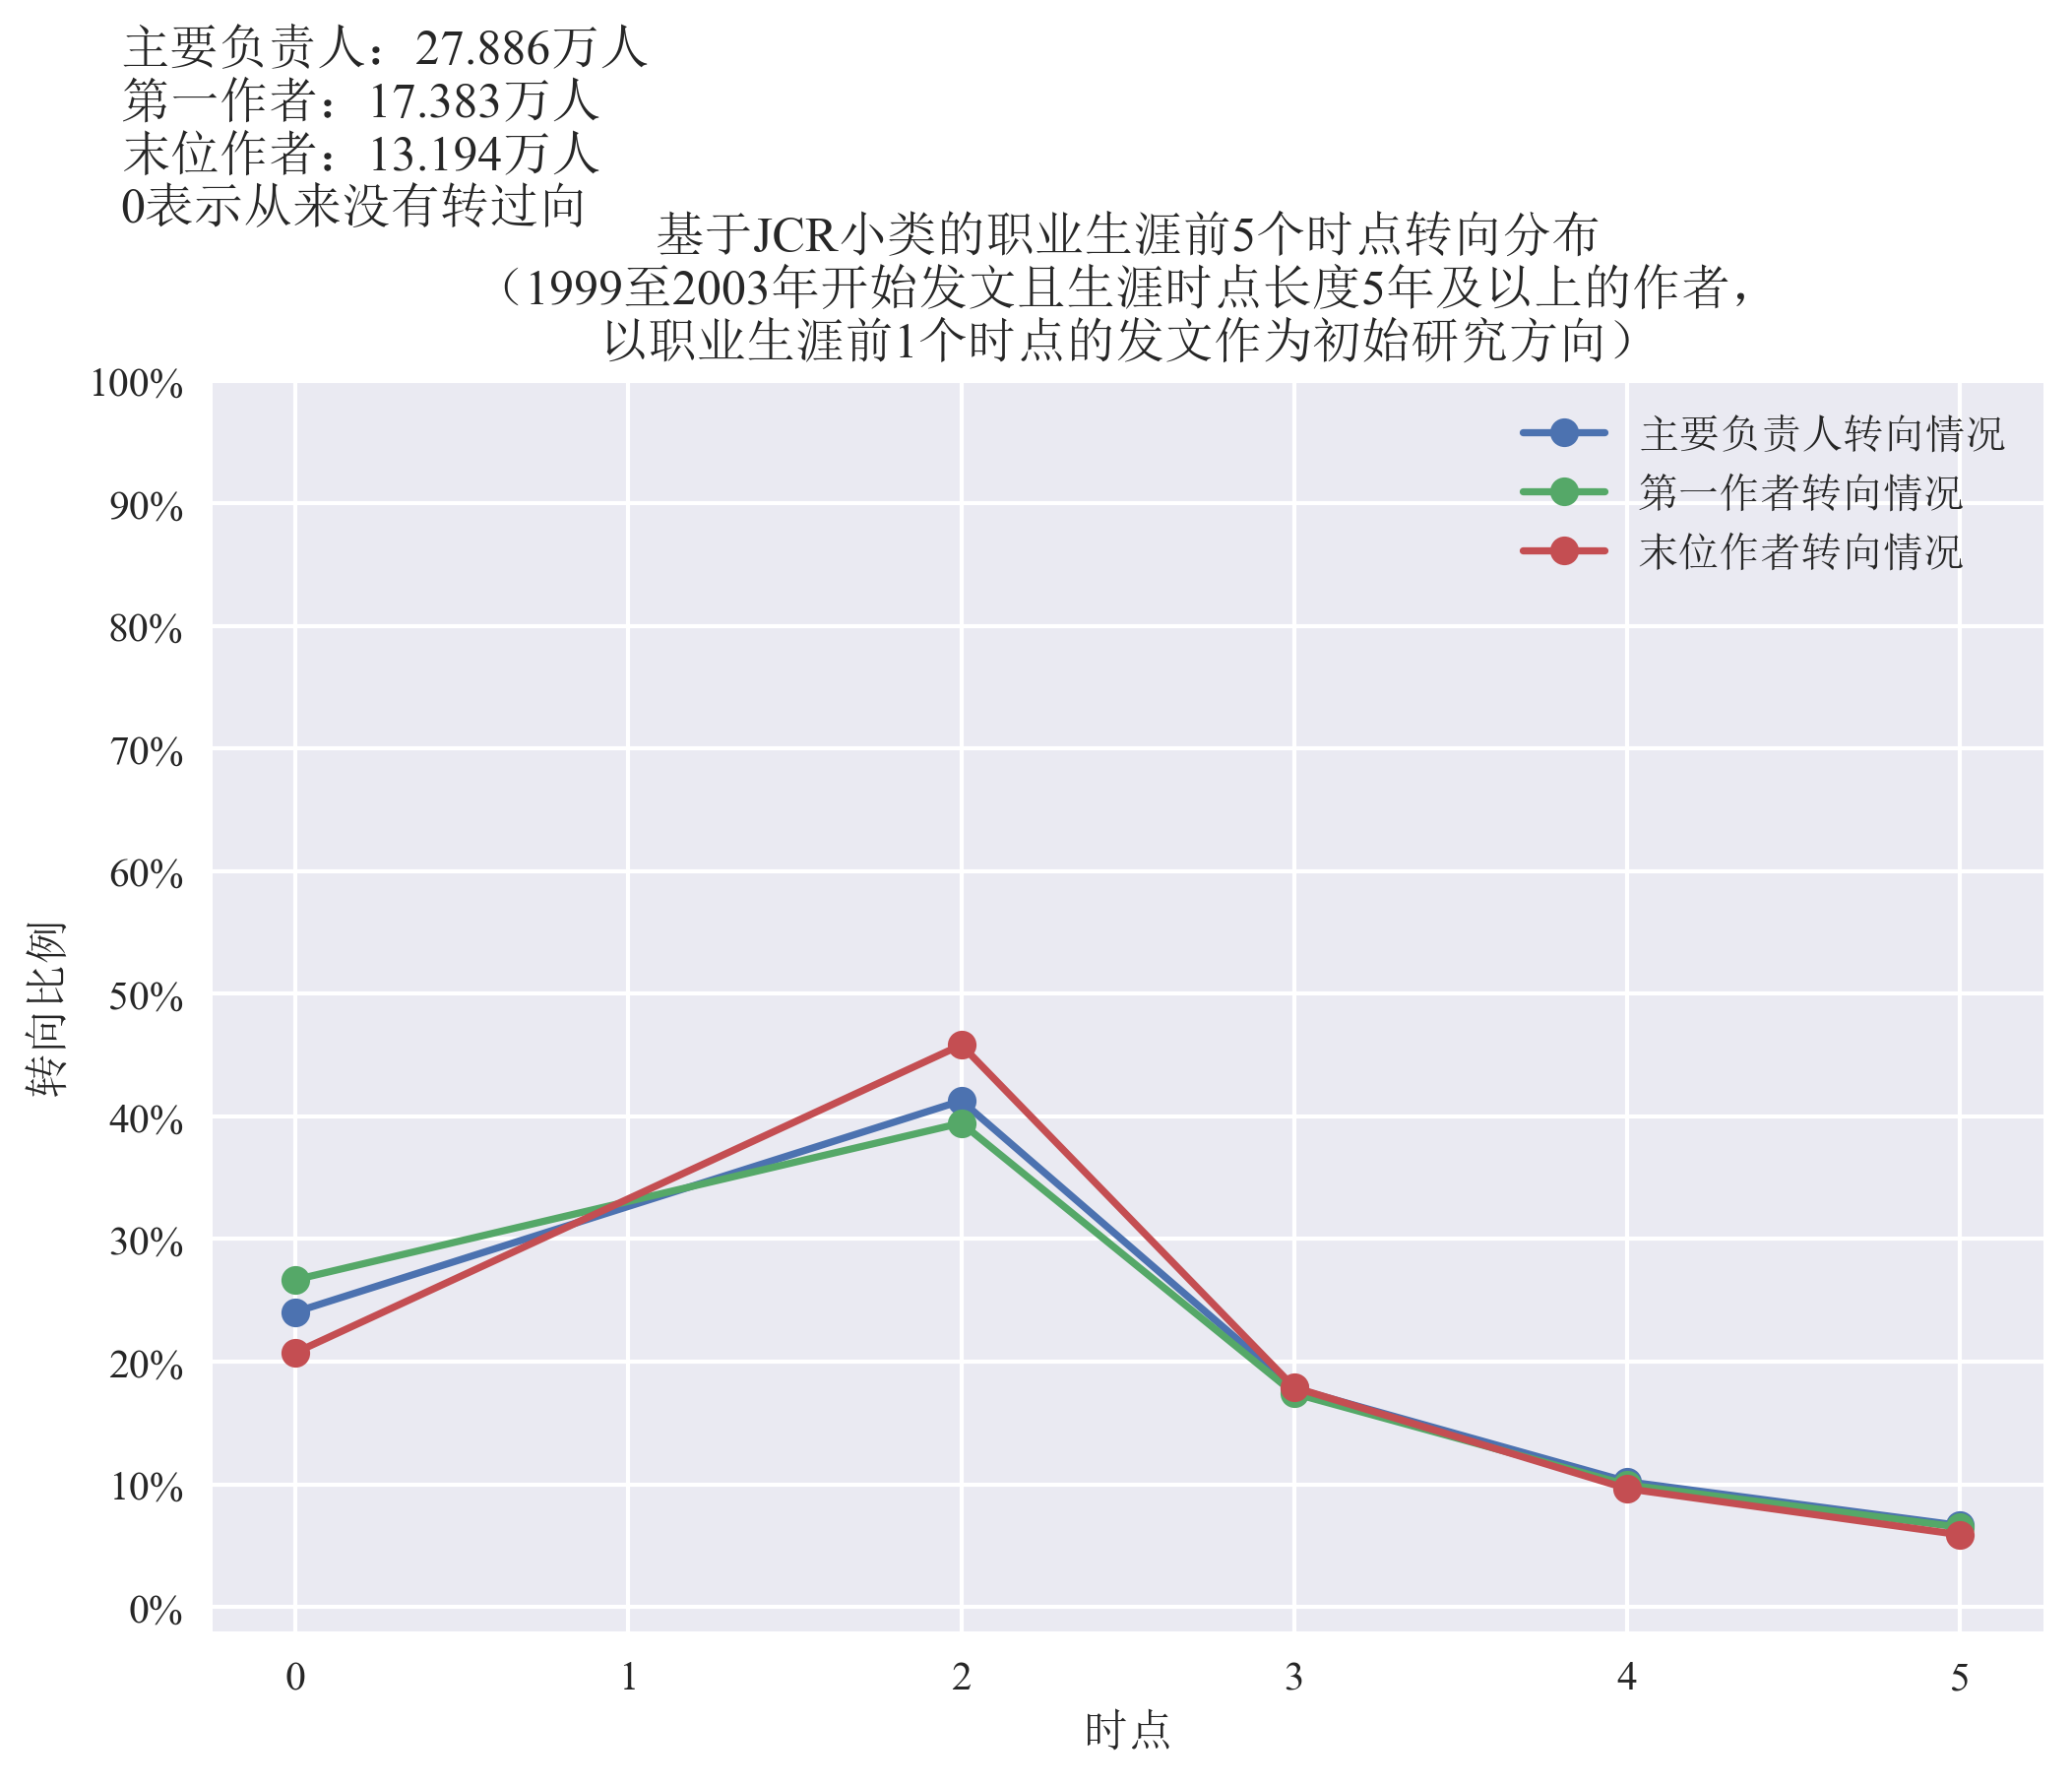 主要负责人：27.886万人
第一作者：17.383万人
末位作者：13.194万人
0表示从来没有转过向
基于JCR小类的职业生涯前5个时点转向分布
（1999至2003年开始发文且生涯时点长度5年及以上的作者，
以职业生涯前1个时点的发文作为初始研究方向）
100%
90%
80%
70%
60%
50%
40%
30%
20%
10%
0%
转向比例
主要负责人转向情况
第一作者转向情况
末位作者转向情况
0 1 2 3 4 5
时点